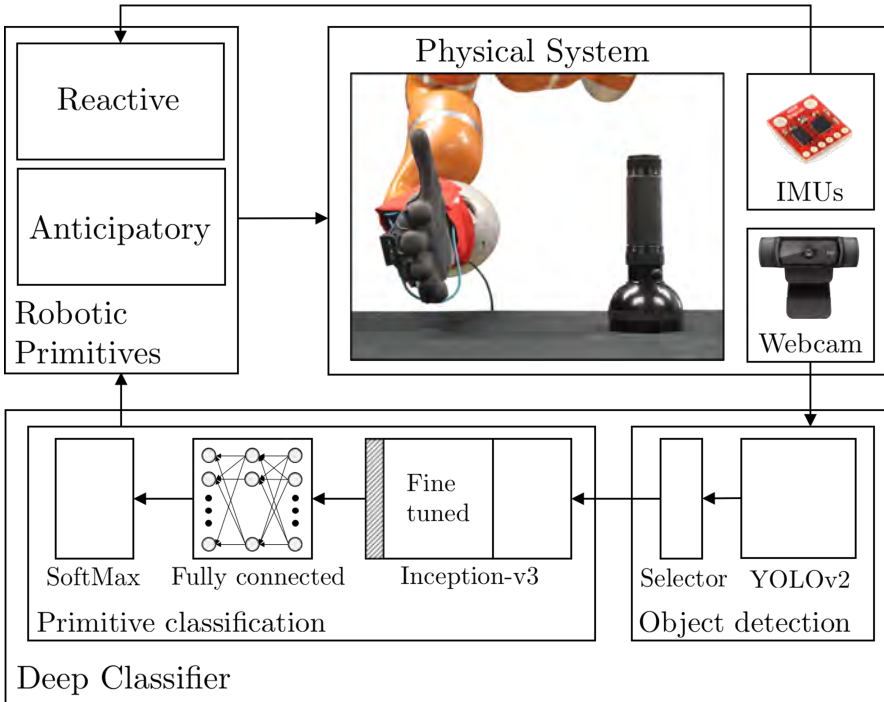 Physical System
Reactive
Anticipatory
Robotic
Primitives
IMUs
Webcam
Fine
tuned
SoftMax
Fully connected
Inception-v3
Selector
YOLOv2
Primitive classification
Object detection
Deep Classifier